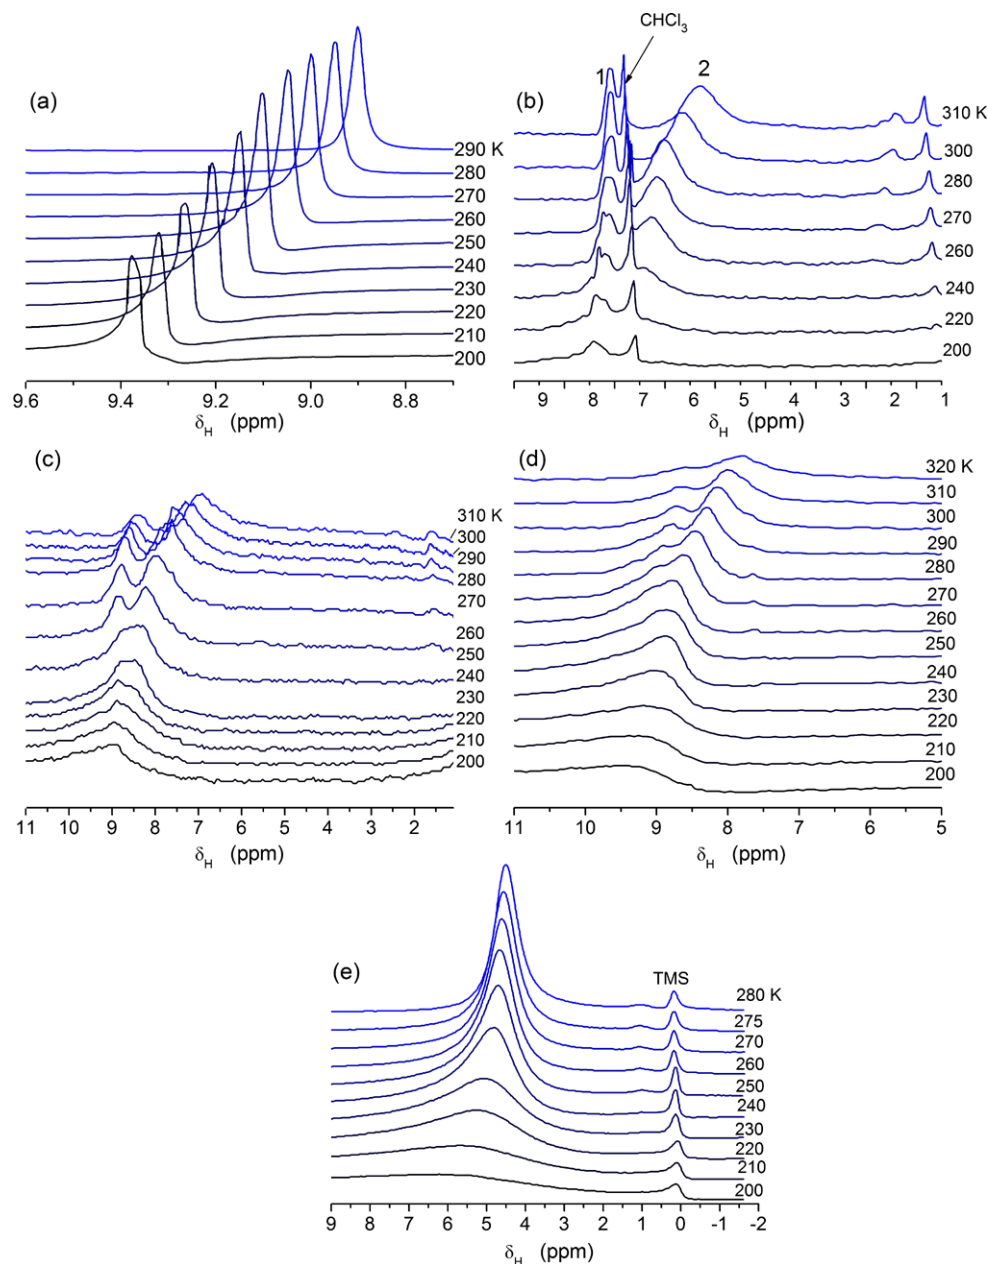 (a)
290 K
280
270
260
250
240
230
220
210
200
9.6 9.4 9.2 9.0 8.8
δH (ppm)
CHCl3
(b)
1
2
310 K
300
280
270
260
240
220
200
9 8 7 6 5 4 3 2 1
δH (ppm)
(c)
310 K
300
290
280
270
260
250
240
230
220
210
200
11 10 9 8 7 6 5 4 3 2
δH (ppm)
(d)
320 K
310
300
290
280
270
260
250
240
230
220
210
200
11 9 8 7 6 5
δH (ppm)
(e)
TMS
280 K
275
270
260
250
240
230
220
210
200
9 8 7 6 5 4 3 2 1 0 -1 -2
δH (ppm)